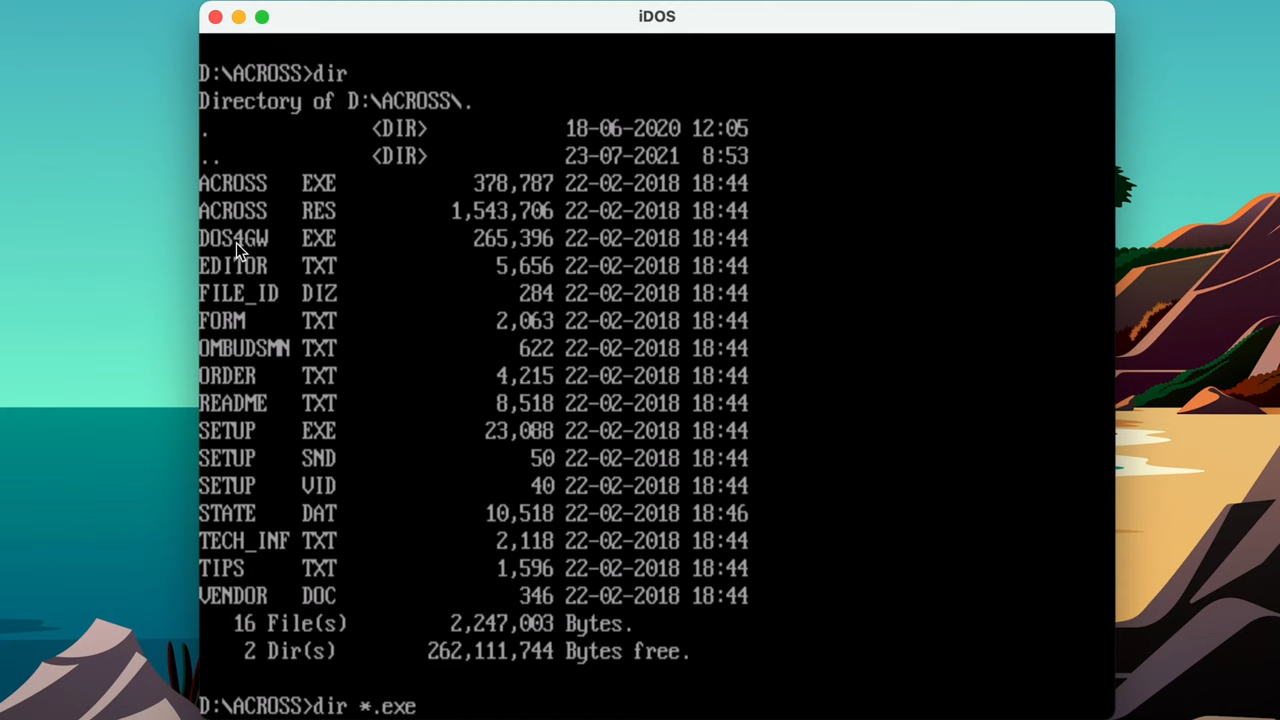 iDOS
D:\ACROSS>dir
Directory of D:\ACROSS\.
. <DIR> 18-06-2020 12:05
.. <DIR> 23-07-2021 8:53
ACROSS EXE 378,787 22-02-2018 18:44
ACROSS RES 1,543,706 22-02-2018 18:44
DOS4GW EXE 265,396 22-02-2018 18:44
EDITOR TXT 5,656 22-02-2018 18:44
FILE_ID DIZ 284 22-02-2018 18:44
FORM TXT 2,063 22-02-2018 18:44
OMBUDSMN TXT 622 22-02-2018 18:44
ORDER TXT 4,215 22-02-2018 18:44
README TXT 8,518 22-02-2018 18:44
SETUP EXE 23,088 22-02-2018 18:44
SETUP SND 50 22-02-2018 18:44
SETUP VID 40 22-02-2018 18:44
STATE DAT 10,518 22-02-2018 18:46
TECH_INF TXT 2,118 22-02-2018 18:44
TIPS TXT 1,596 22-02-2018 18:44
VENDOR DOC 346 22-02-2018 18:44
16 File(s) 2,247,003 Bytes.
2 Dir(s) 262,111,744 Bytes free.
D:\ACROSS>dir *.exe